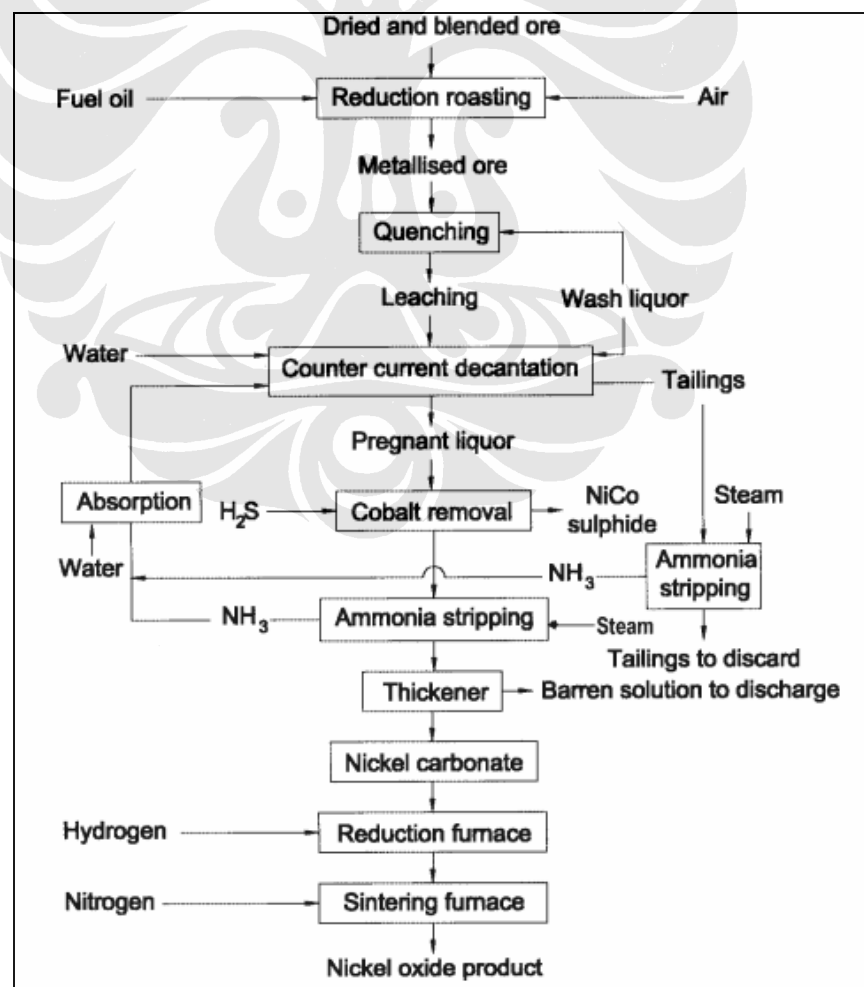 Dried and blended ore
Fuel oil
Reduction roasting
Air
Metallised ore
Quenching
Leaching
Wash liquor
Water
Counter current decantation
Tailings
Pregnant liquor
Absorption
H2S
Cobalt removal
NiCo
sulphide
Steam
Water
NH3
Ammonia
stripping
NH3
Ammonia stripping
Steam
Tailings to discard
Thickener
Barren solution to discharge
Nickel carbonate
Hydrogen
Reduction furnace
Nitrogen
Sintering furnace
Nickel oxide product